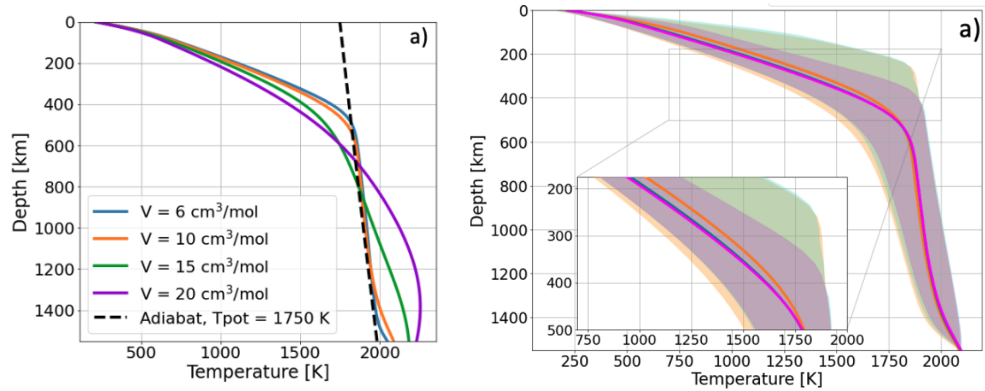 a)
0
200
400
600
800
1000
1200
1400
Depth [km]
V = 6 cm³/mol
V = 10 cm³/mol
V = 15 cm³/mol
V = 20 cm³/mol
Adiabat, Tpot = 1750 K
500 1000 1500 2000
Temperature [K]
a)
0
200
400
600
800
1000
1200
1400
Depth [km]
200
300
400
500
750 1000 1250 1500 1750 2000
250 500 750 1000 1250 1500 1750 2000
Temperature [K]